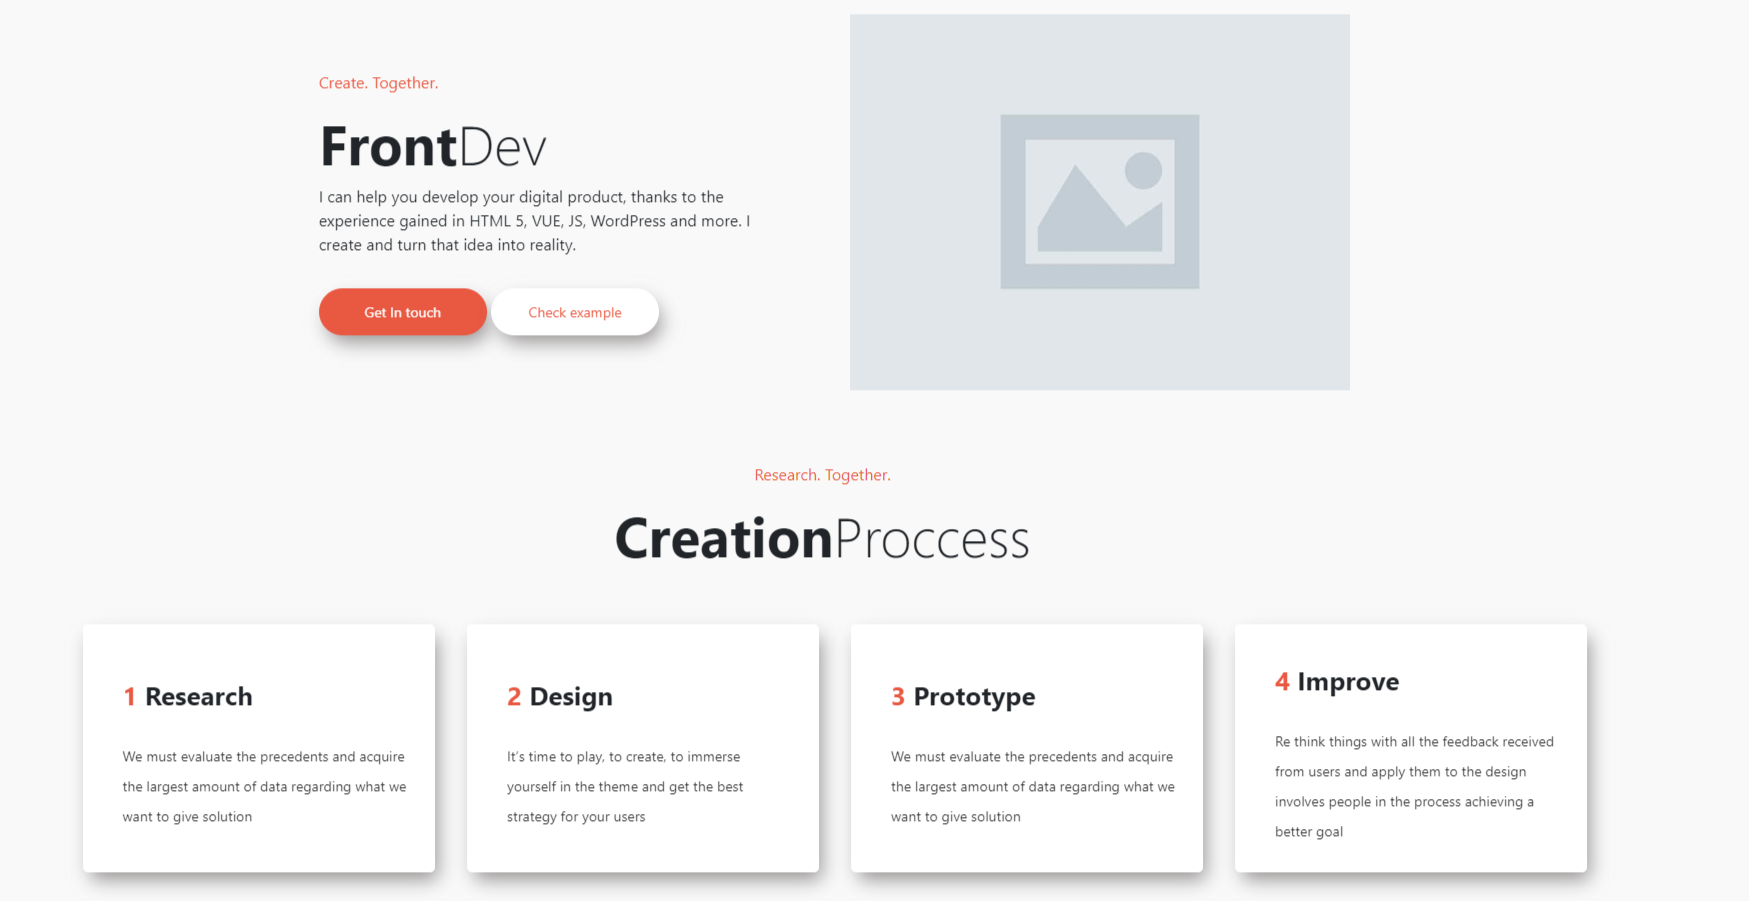 Create. Together.
FrontDev
I can help you develop your digital product, thanks to the
experience gained in HTML 5, VUE, JS, WordPress and more. I
create and turn that idea into reality.
Get In touch
Check example
Research. Together.
CreationProccess
1 Research
We must evaluate the precedents and acquire
the largest amount of data regarding what we
want to give solution
2 Design
It's time to play, to create, to immerse
yourself in the theme and get the best
strategy for your users
3 Prototype
We must evaluate the precedents and acquire
the largest amount of data regarding what we
want to give solution
4 Improve
Re think things with all the feedback received
from users and apply them to the design
involves people in the process achieving a
better goal